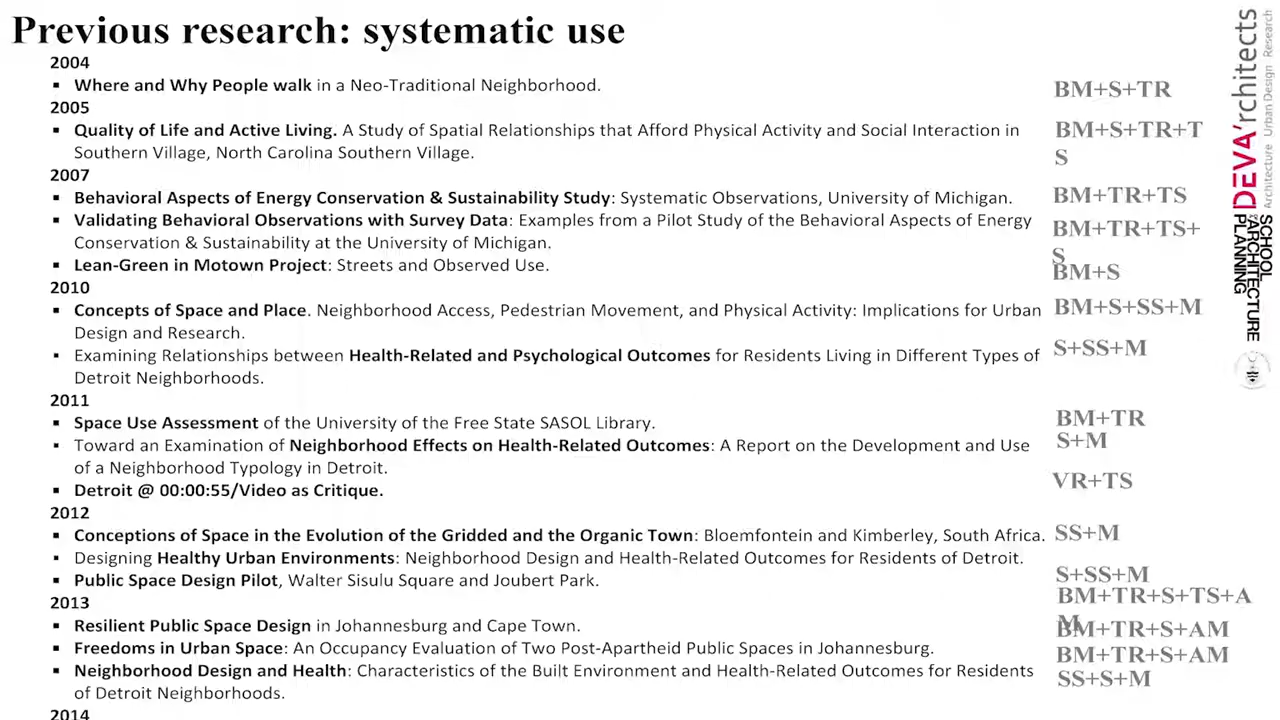 Previous research: systematic use
2004
▪ Where and Why People walk in a Neo-Traditional Neighborhood.
BM+S+TR
2005
▪ Quality of Life and Active Living. A Study of Spatial Relationships that Afford Physical Activity and Social Interaction in
Southern Village, North Carolina Southern Village.
BM+S+TR+T
S
2007
▪ Behavioral Aspects of Energy Conservation & Sustainability Study: Systematic Observations, University of Michigan.
BM+TR+TS
▪ Validating Behavioral Observations with Survey Data: Examples from a Pilot Study of the Behavioral Aspects of Energy
Conservation & Sustainability at the University of Michigan.
BM+TR+TS+
S
▪ Lean-Green in Motown Project: Streets and Observed Use.
BM+S
2010
▪ Concepts of Space and Place. Neighborhood Access, Pedestrian Movement, and Physical Activity: Implications for Urban
Design and Research.
BM+S+SS+M
▪ Examining Relationships between Health-Related and Psychological Outcomes for Residents Living in Different Types of
Detroit Neighborhoods.
S+SS+M
2011
▪ Space Use Assessment of the University of the Free State SASOL Library.
BM+TR
▪ Toward an Examination of Neighborhood Effects on Health-Related Outcomes: A Report on the Development and Use
of a Neighborhood Typology in Detroit.
S+M
▪ Detroit @ 00:00:55/Video as Critique.
VR+TS
2012
▪ Conceptions of Space in the Evolution of the Gridded and the Organic Town: Bloemfontein and Kimberley, South Africa.
SS+M
▪ Designing Healthy Urban Environments: Neighborhood Design and Health-Related Outcomes for Residents of Detroit.
S+SS+M
▪ Public Space Design Pilot, Walter Sisulu Square and Joubert Park.
BM+TR+S+TS+A
M
2013
▪ Resilient Public Space Design in Johannesburg and Cape Town.
BM+TR+S+AM
▪ Freedoms in Urban Space: An Occupancy Evaluation of Two Post-Apartheid Public Spaces in Johannesburg.
BM+TR+S+AM
▪ Neighborhood Design and Health: Characteristics of the Built Environment and Health-Related Outcomes for Residents
of Detroit Neighborhoods.
SS+S+M
2014
DEVA'rchitects
Architecture Urban Design Research
SCHOOL
ARCHITECTURE
PLANNING